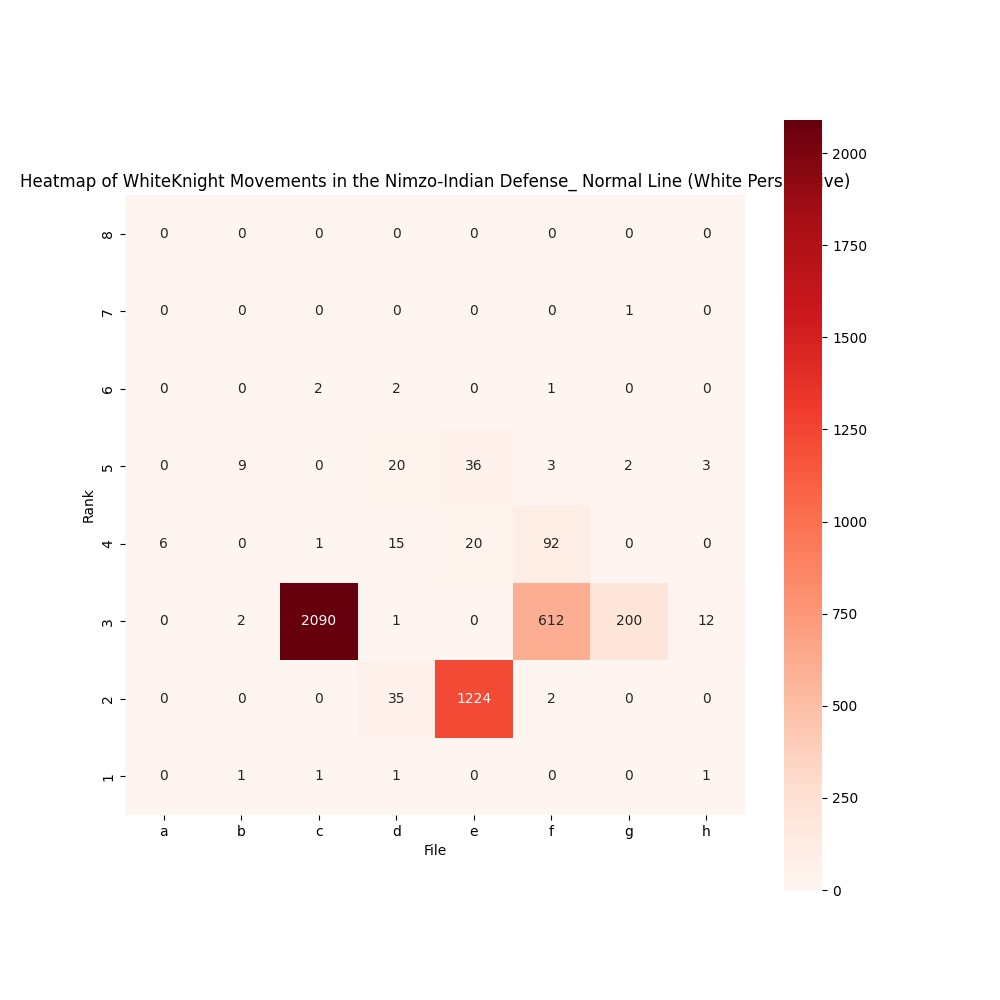 Heatmap of WhiteKnight Movements in the Nimzo-Indian Defense_ Normal Line (White Pers ive)
2000
8 0 0 0 0 0 0 0 0
1750
7 0 0 0 0 0 0 1 0
1500
6 0 0 2 2 0 1 0 0
1250
5 0 9 0 20 36 3 2 3
Rank
1000
4 6 0 1 15 20 92 0 0
750
3 0 2 2090 1 0 612 200 12
500
2 0 0 0 35 1224 2 0 0
250
1 0 1 1 1 0 0 0 1
a b c d e f g h
File
0